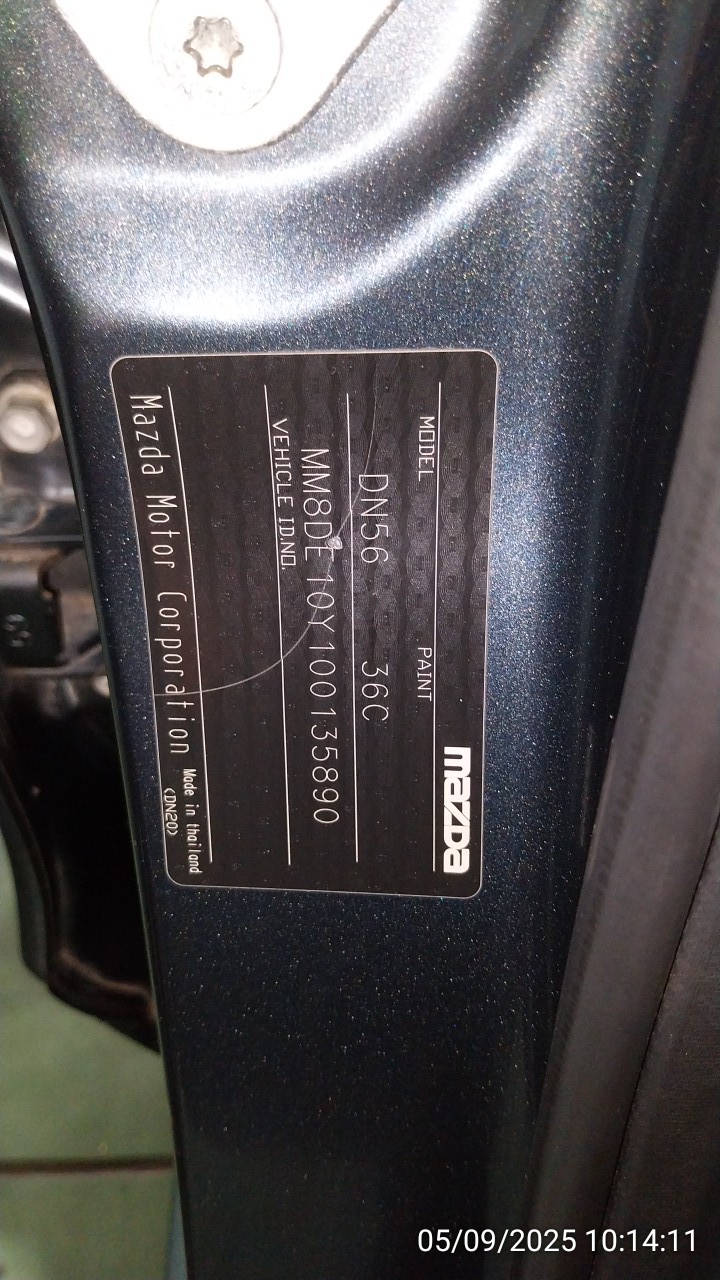 mazda
MODEL PAINT
DN56 36C
MM8DE10Y100135890
VEHICLE ID.NO.
Mazda Motor Corporation Made in thailand
<DN20>
05/09/2025 10:14:11